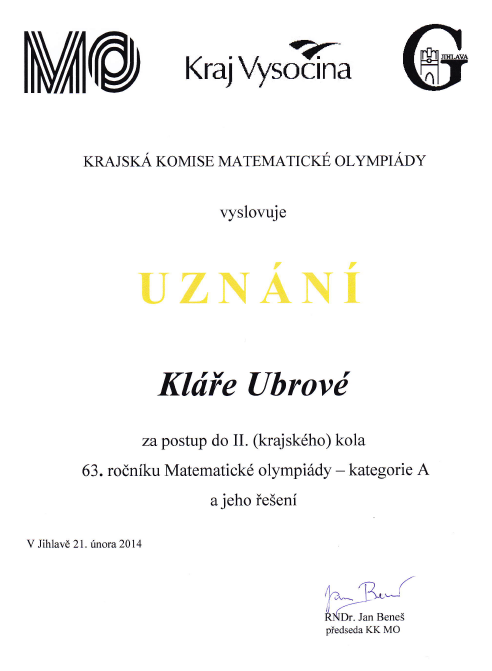 MO
Kraj Vysočina
G
JIHLAVA
KRAJSKÁ KOMISE MATEMATICKÉ OLYMPIÁDY
vyslovuje
UZNÁNÍ
Kláře Ubrové
za postup do II. (krajského) kola
63. ročníku Matematické olympiády – kategorie A
a jeho řešení
V Jihlavě 21. února 2014
Jan Beneš
RNDr. Jan Beneš
předseda KK MO